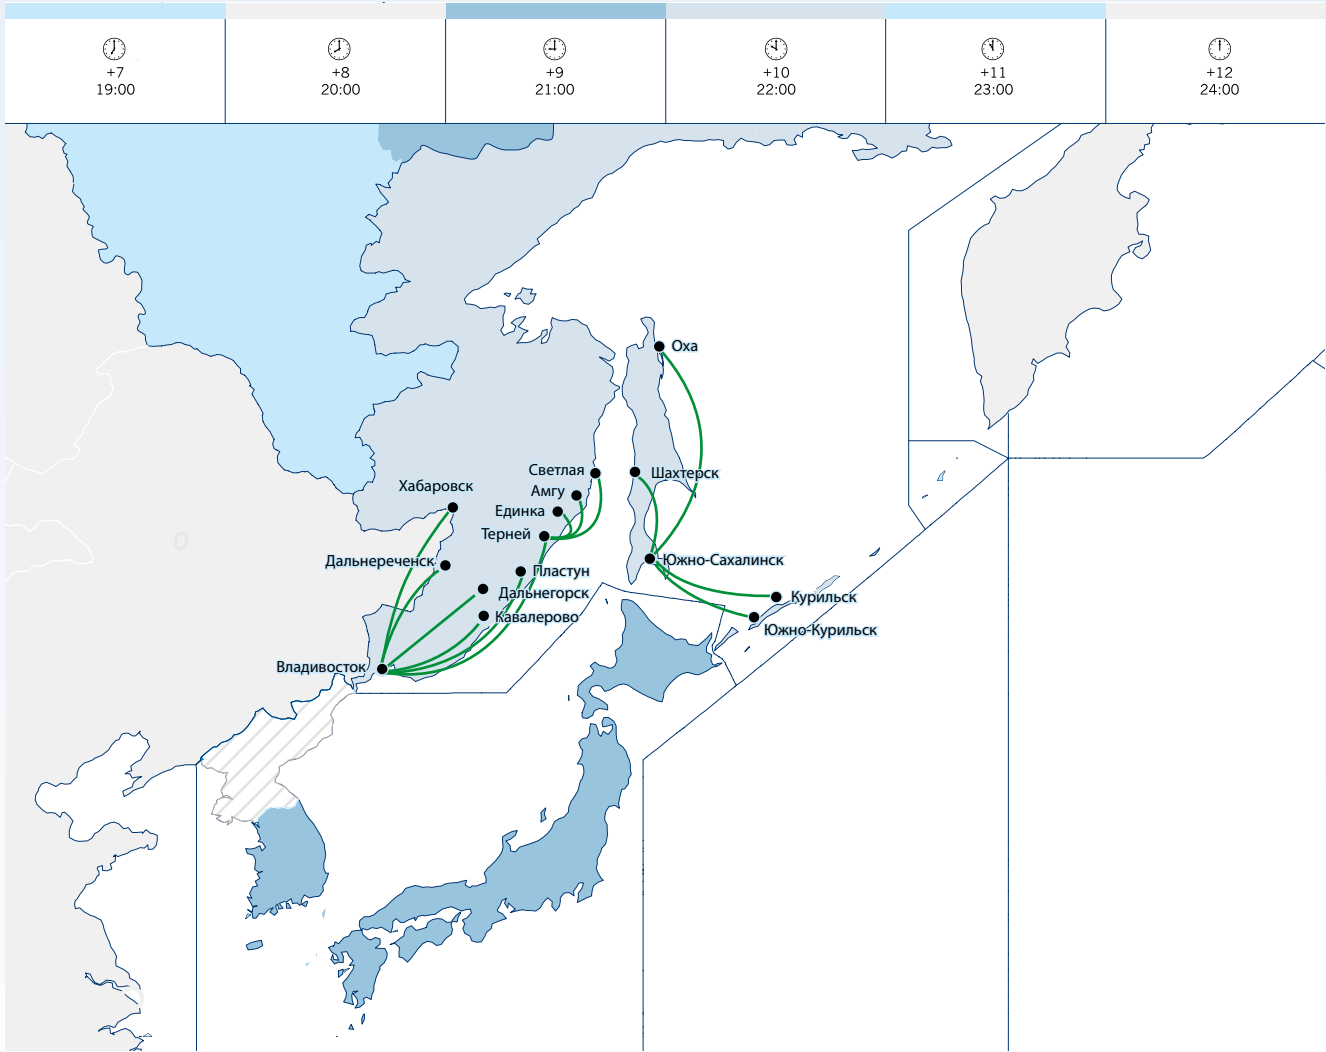 +7
19:00
+8
20:00
+9
21:00
+10
22:00
+11
23:00
+12
24:00
Оха
Светлая
Шахтерск
Хабаровск
Амгу
Единка
Терней
Дальнереченск
Южно-Сахалинск
Пластун
Дальнегорск
Курильск
Кавалерово
Южно-Курильск
Владивосток